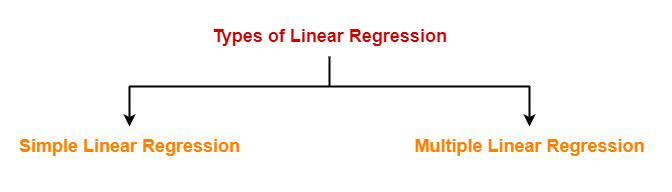 Types of Linear Regression
Simple Linear Regression
Multiple Linear Regression